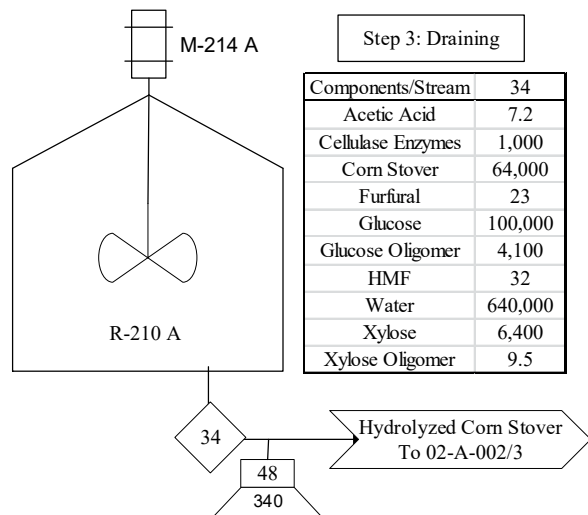 M-214 A
Step 3: Draining
Components/Stream 34
Acetic Acid 7.2
Cellulase Enzymes 1,000
Corn Stover 64,000
Furfural 23
Glucose 100,000
Glucose Oligomer 4,100
HMF 32
Water 640,000
Xylose 6,400
Xylose Oligomer 9.5
R-210 A
34
Hydrolyzed Corn Stover
To 02-A-002/3
48
340